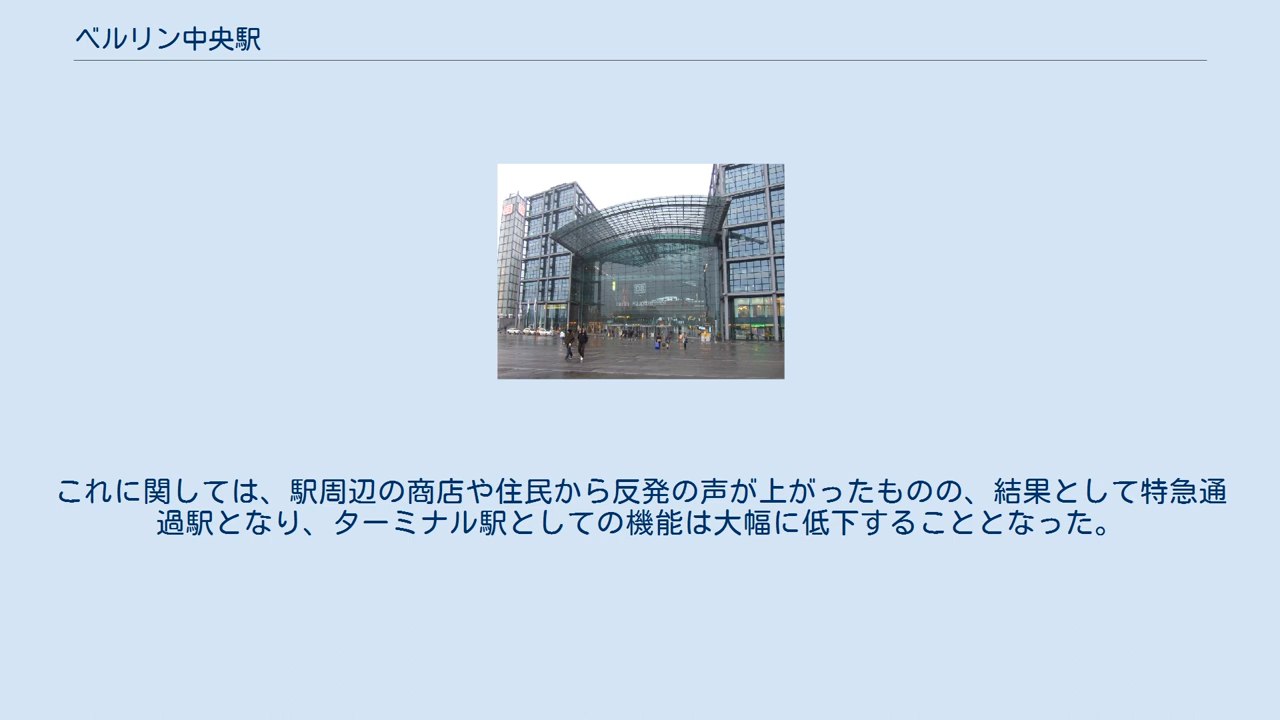 ベルリン中央駅
これに関しては、駅周辺の商店や住民から反発の声が上がったものの、結果として特急通
過駅となり、ターミナル駅としての機能は大幅に低下することとなった。